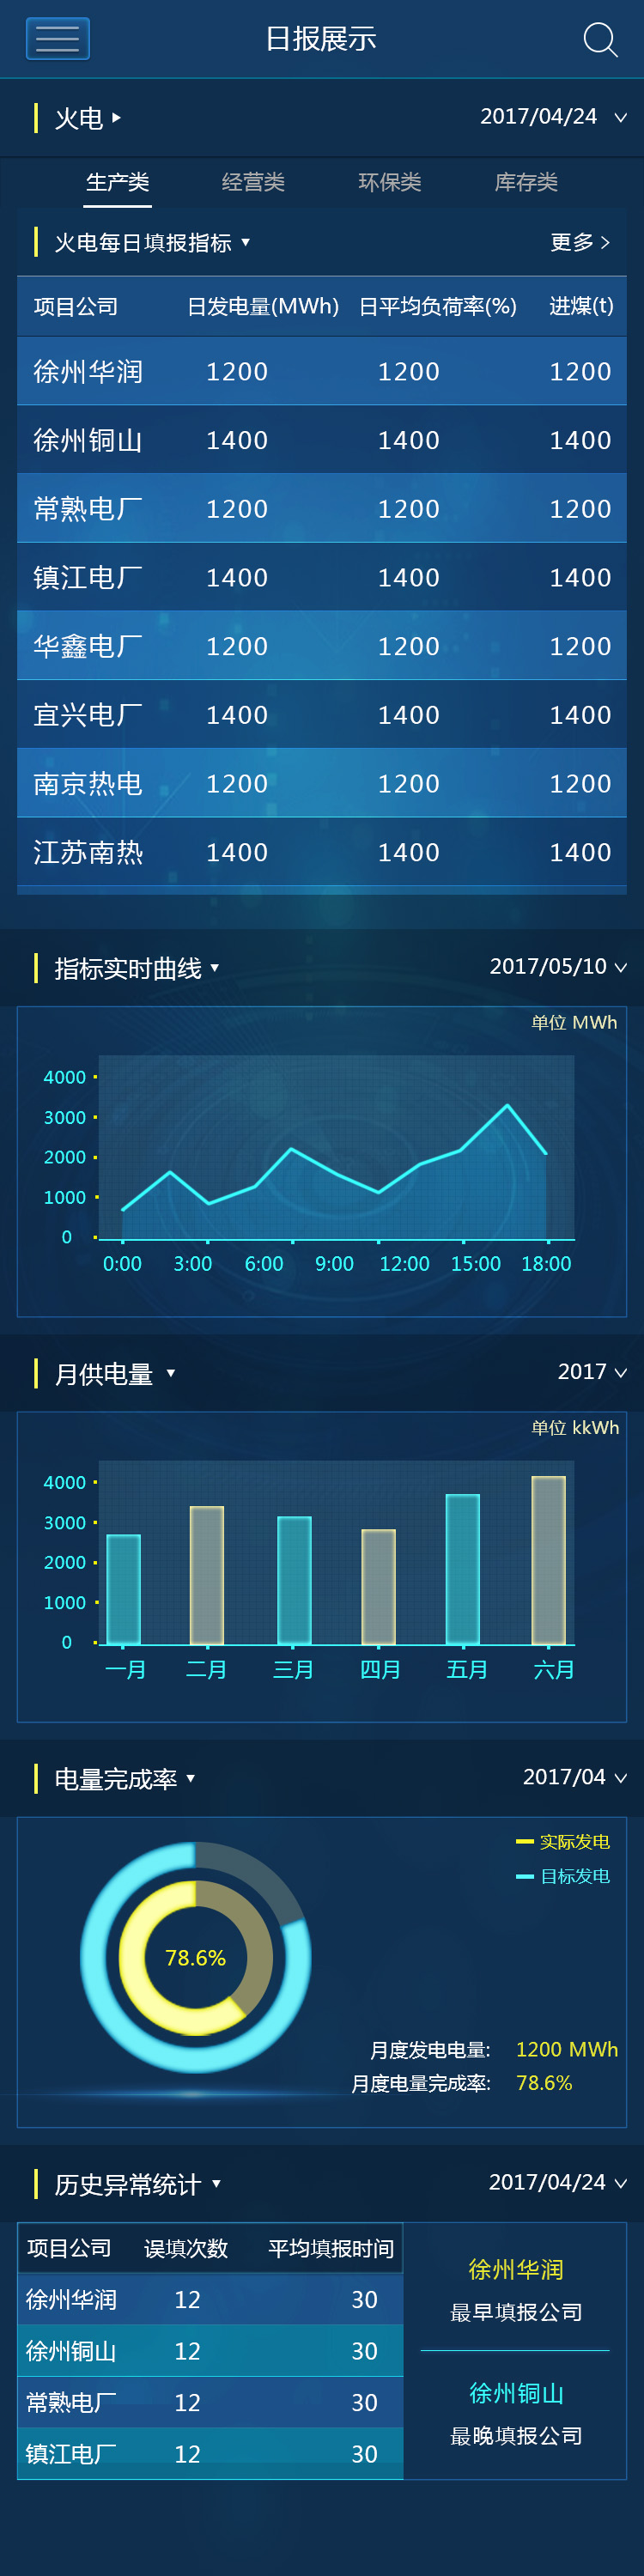 日报展示
火电 2017/04/24
生产类 经营类 环保类 库存类
火电每日填报指标 更多
项目公司 日发电量(MWh) 日平均负荷率(%) 进煤(t)
徐州华润 1200 1200 1200
徐州铜山 1400 1400 1400
常熟电厂 1200 1200 1200
镇江电厂 1400 1400 1400
华鑫电厂 1200 1200 1200
宜兴电厂 1400 1400 1400
南京热电 1200 1200 1200
江苏南热 1400 1400 1400
指标实时曲线 2017/05/10
单位 MWh
4000
3000
2000
1000
0
0:00 3:00 6:00 9:00 12:00 15:00 18:00
月供电量 2017
单位 kkWh
4000
3000
2000
1000
0
一月 二月 三月 四月 五月 六月
电量完成率 2017/04
实际发电
目标发电
78.6%
月度发电电量: 1200 MWh
月度电量完成率: 78.6%
历史异常统计 2017/04/24
项目公司 误填次数 平均填报时间
徐州华润 12 30
徐州铜山 12 30
常熟电厂 12 30
镇江电厂 12 30
徐州华润
最早填报公司
徐州铜山
最晚填报公司